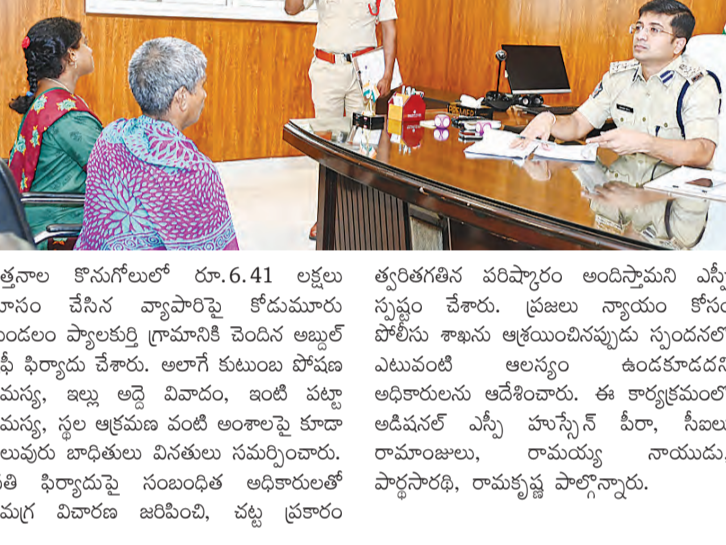 త్తనాల కొనుగోలులో రూ.6.41 లక్షలు
మోసం చేసిన వ్యాపారిపై కోడుమూరు
మండలం ప్యాలకుర్తి గ్రామానికి చెందిన అబ్దుల్
ఫీ ఫిర్యాదు చేశారు. అలాగే కుటుంబ పోషణ
మస్య, ఇల్లు అద్దె వివాదం, ఇంటి పట్టా
మస్య, స్థల ఆక్రమణ వంటి అంశాలపై కూడా
లువురు బాధితులు వినతులు సమర్పించారు.
తి ఫిర్యాదుపై సంబంధిత అధికారులతో
మగ్ర విచారణ జరిపించి, చట్ట ప్రకారం
త్వరితగతిన పరిష్కారం అందిస్తామని ఎస్పీ
స్పష్టం చేశారు. ప్రజలు న్యాయం కోసం
పోలీసు శాఖను ఆశ్రయించినప్పుడు స్పందనలో
ఎటువంటి ఆలస్యం ఉండకూడదని
అధికారులను ఆదేశించారు. ఈ కార్యక్రమంలో
అడిషనల్ ఎస్పీ హుస్సేన్ పీరా, సీఐలు
రామాంజులు, రామయ్య నాయుడు,
పార్థసారథి, రామకృష్ణ పాల్గొన్నారు.